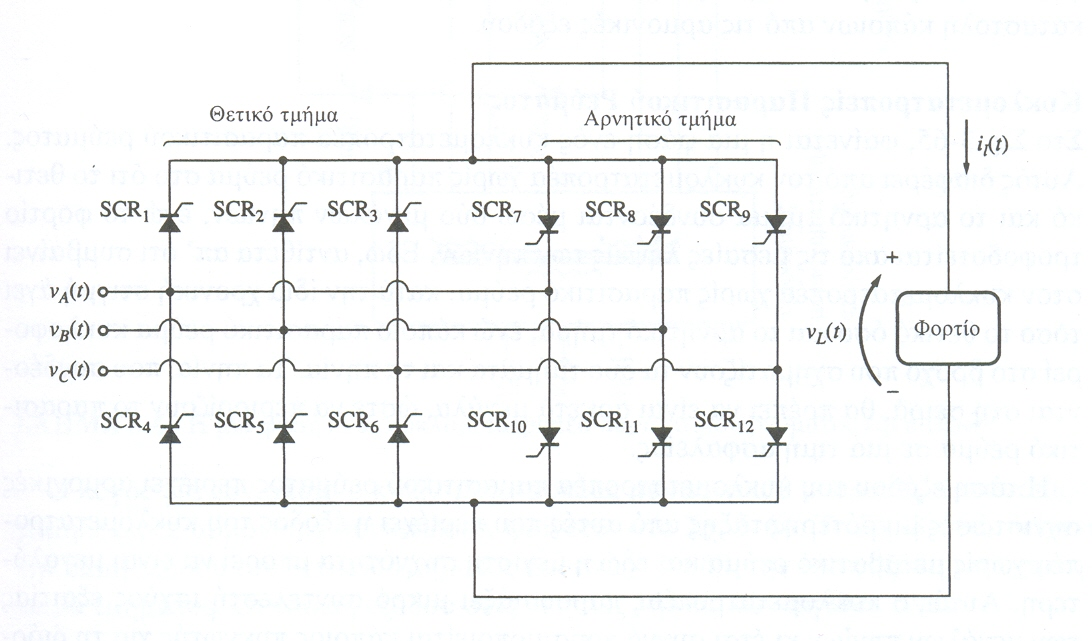 Θετικό τμήμα
Αρνητικό τμήμα
i_l(t)
SCR₁
SCR₂
SCR₃
SCR₇
SCR₈
SCR₉
v_A(t)
v_B(t)
v_C(t)
+
v_L(t)
Φορτίο
−
SCR₄
SCR₅
SCR₆
SCR₁₀
SCR₁₁
SCR₁₂